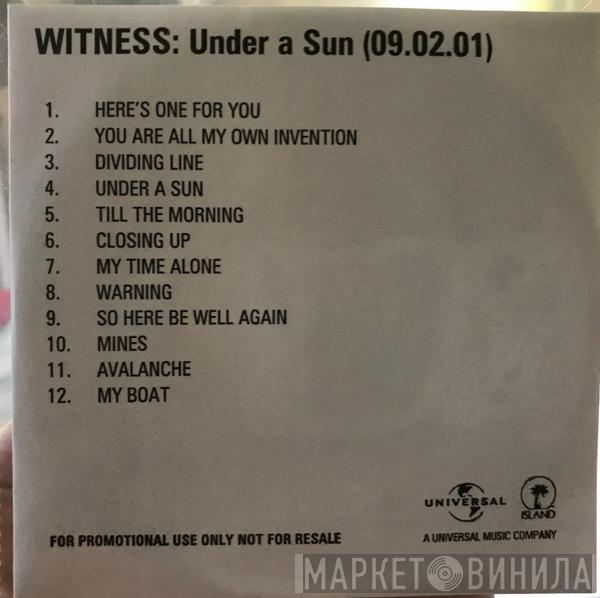 WITNESS: Under a Sun (09.02.01)
1. HERE'S ONE FOR YOU
2. YOU ARE ALL MY OWN INVENTION
3. DIVIDING LINE
4. UNDER A SUN
5. TILL THE MORNING
6. CLOSING UP
7. MY TIME ALONE
8. WARNING
9. SO HERE BE WELL AGAIN
10. MINES
11. AVALANCHE
12. MY BOAT
UNIVERSAL ISLAND
FOR PROMOTIONAL USE ONLY NOT FOR RESALE A UNIVERSAL MUSIC COMPANY
МАРКЕТ ВИНИЛА